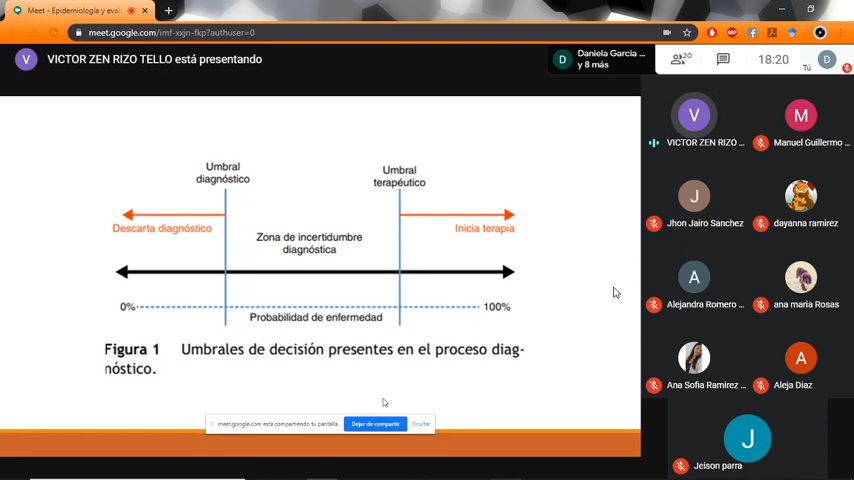 Meet - Epidemiología y evalu
meet.google.com/imf-xxjn-fkp?authuser=0
ABP
V
VICTOR ZEN RIZO TELLO está presentando
D
Daniela Garcia ...
y 8 más
20
18:20
Tú
D
Umbral
diagnóstico
Umbral
terapéutico
Descarta diagnóstico
Inicia terapia
Zona de incertidumbre
diagnóstica
0%
100%
Probabilidad de enfermedad
Figura 1 Umbrales de decisión presentes en el proceso diag-
nóstico.
meet.google.com está compartiendo tu pantalla.
Dejar de compartir
Ocultar
V
VICTOR ZEN RIZO ...
M
Manuel Guillermo ...
J
Jhon Jairo Sanchez
dayanna ramirez
A
Alejandra Romero ...
ana maria Rosas
Ana Sofia Ramirez ...
A
Aleja Diaz
J
Jeison parra